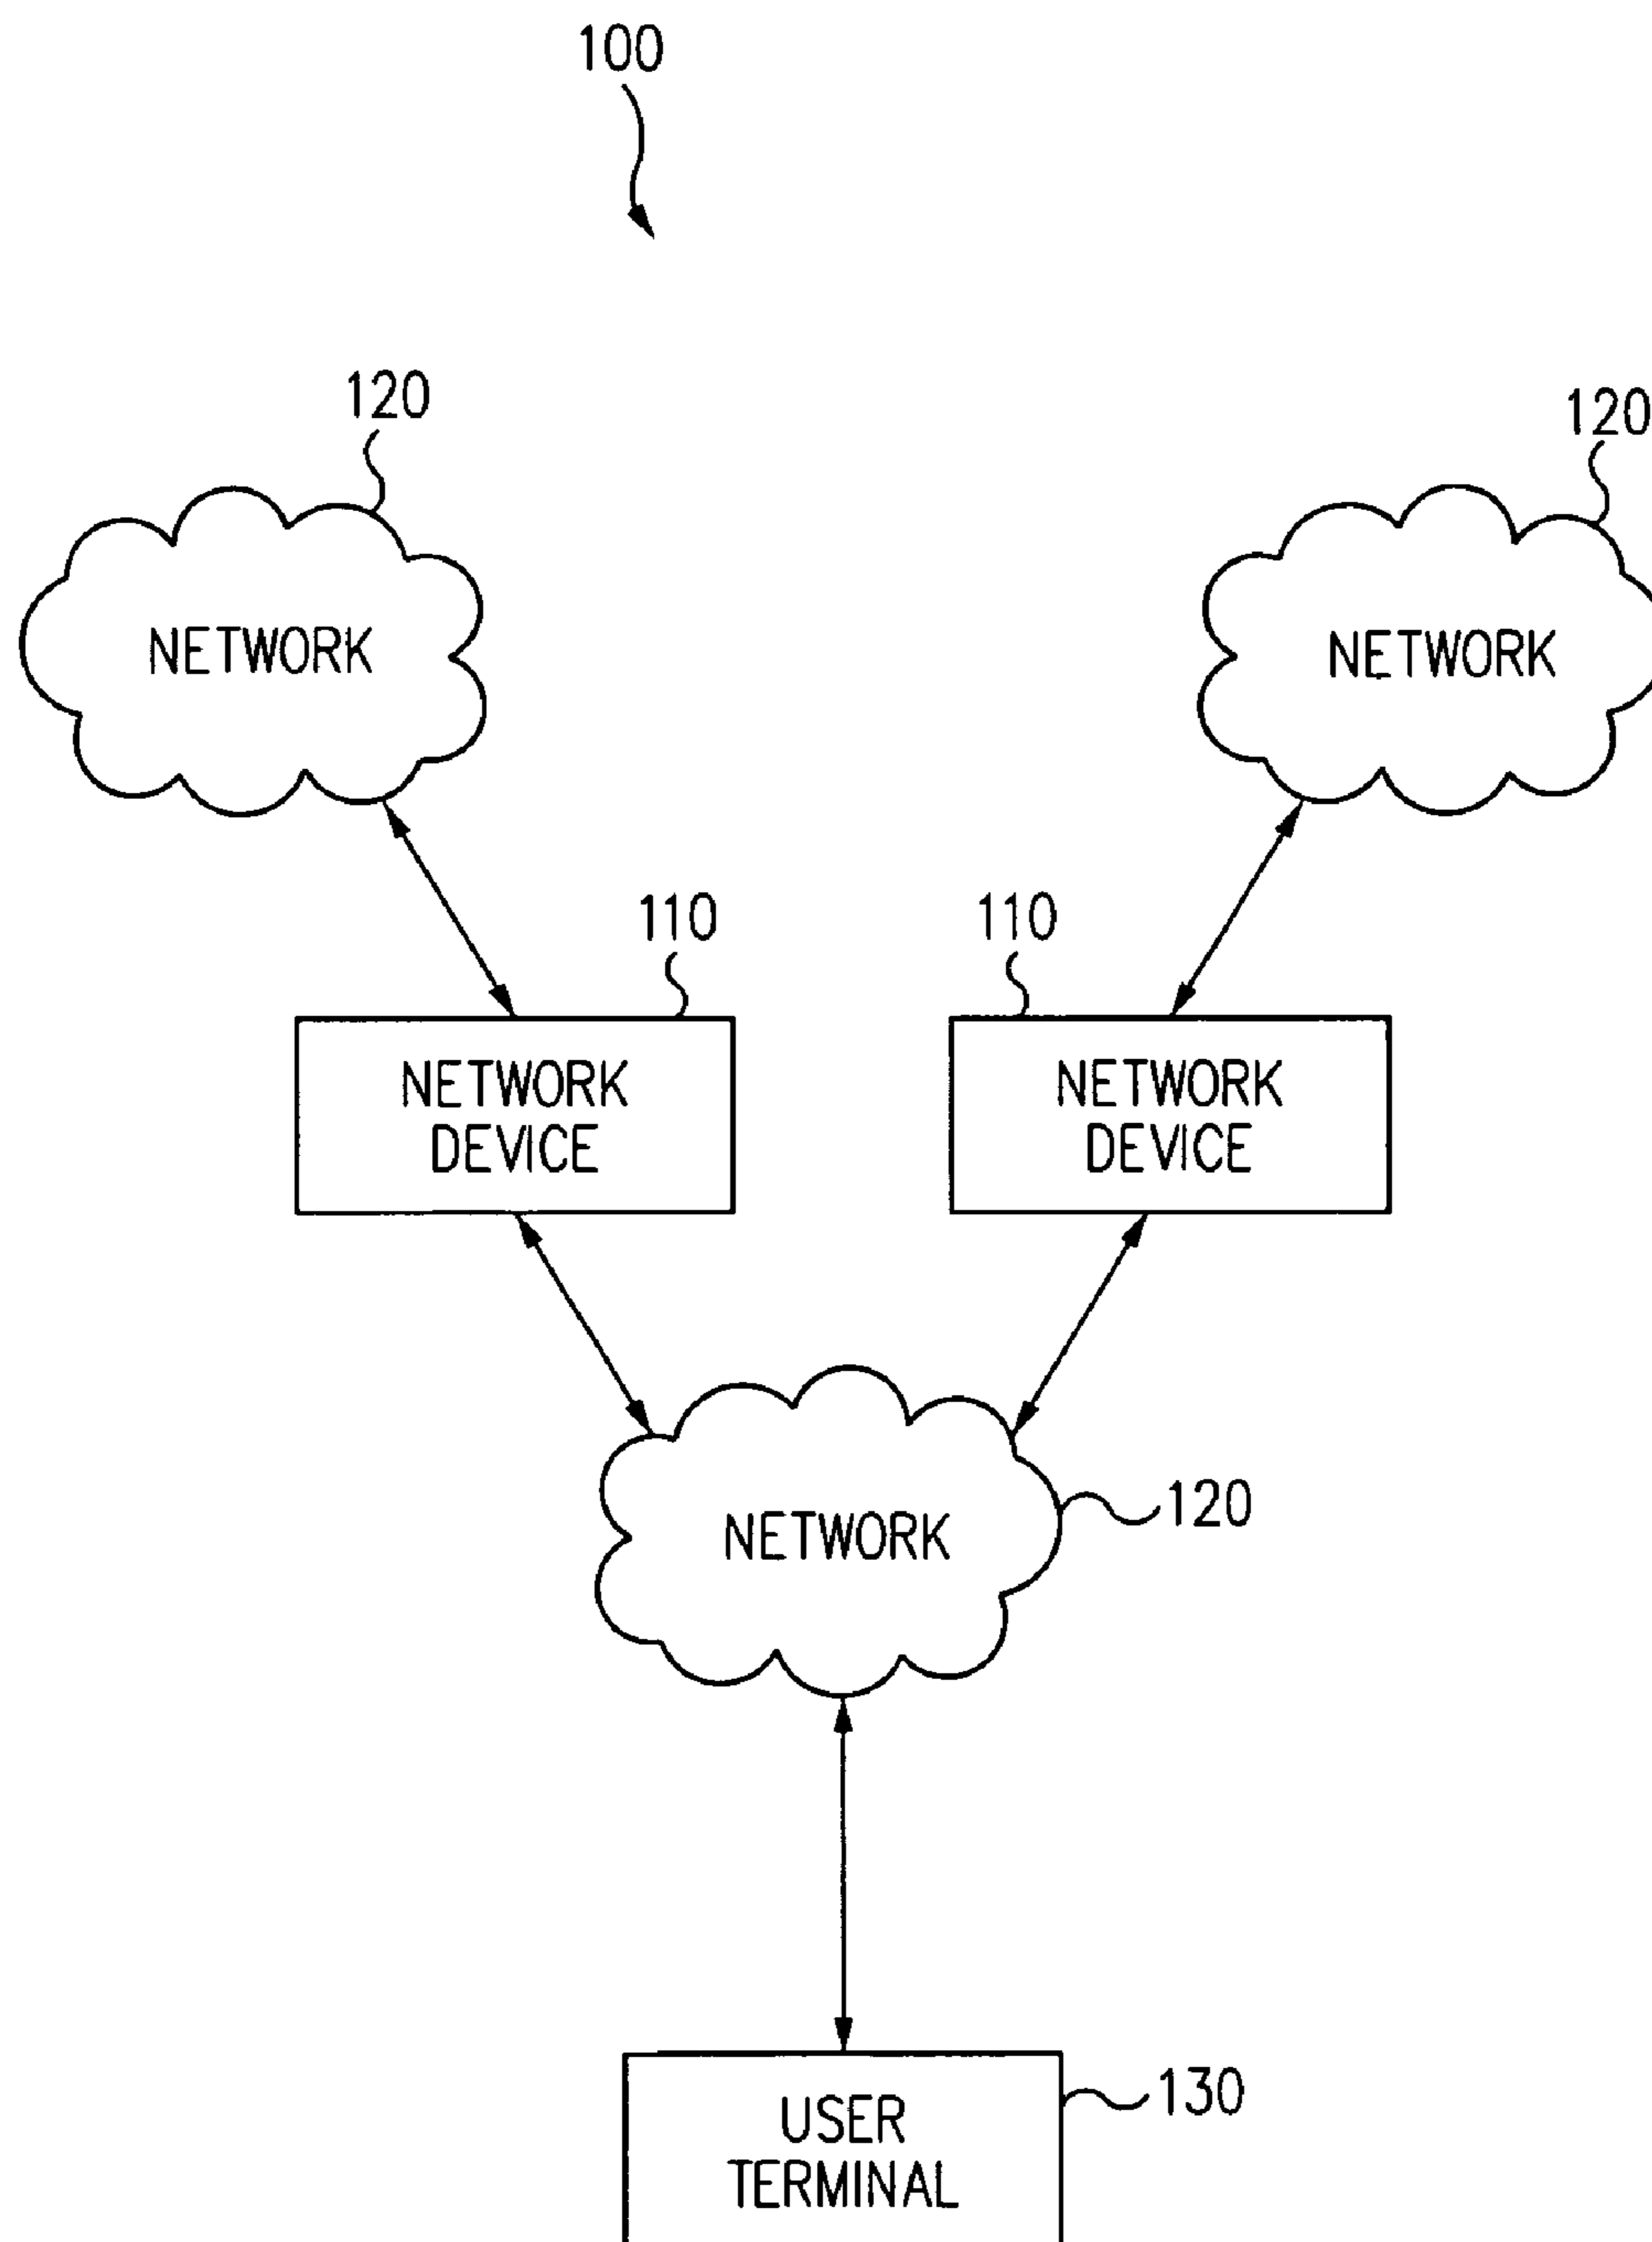 100
120
120
NETWORK
NETWORK
110
110
NETWORK
DEVICE
NETWORK
DEVICE
120
NETWORK
130
USER
TERMINAL